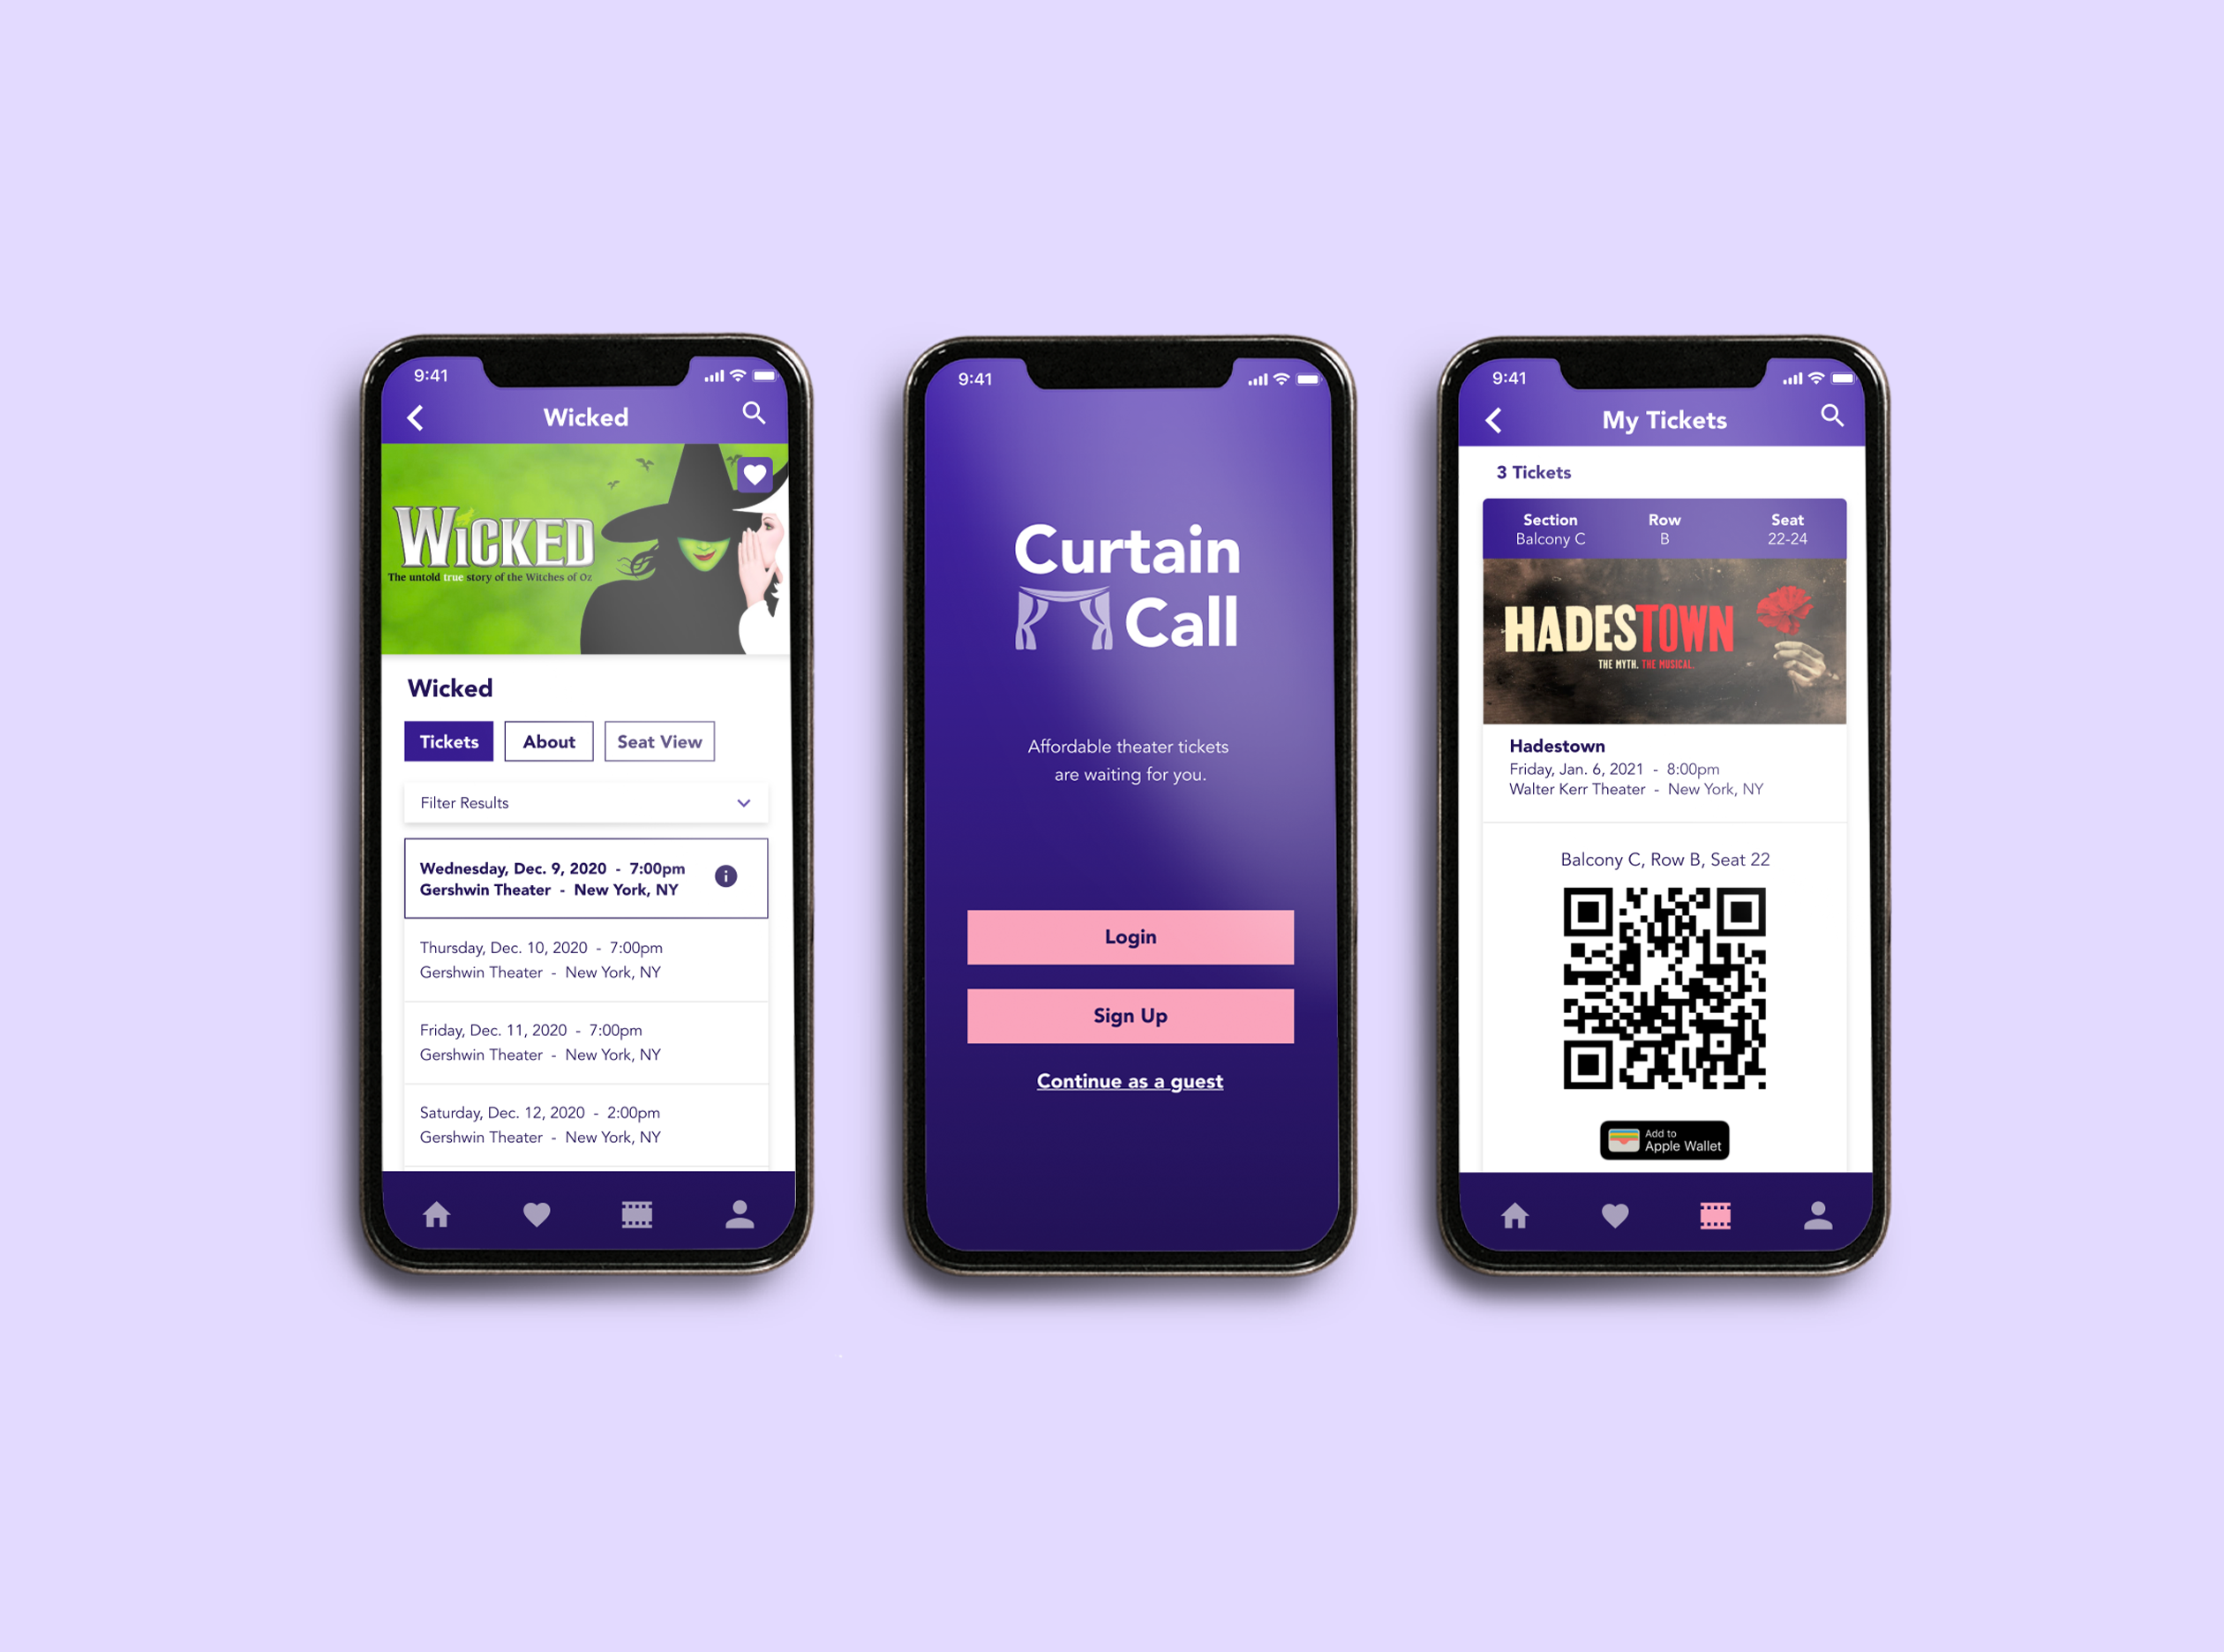 9:41
Wicked
WICKED
The untold true story of the Witches of Oz
Wicked
Tickets About Seat View
Filter Results
Wednesday, Dec. 9, 2020 - 7:00pm
Gershwin Theater - New York, NY
Thursday, Dec. 10, 2020 - 7:00pm
Gershwin Theater - New York, NY
Friday, Dec. 11, 2020 - 7:00pm
Gershwin Theater - New York, NY
Saturday, Dec. 12, 2020 - 2:00pm
Gershwin Theater - New York, NY
9:41
Curtain
Call
Affordable theater tickets
are waiting for you.
Login
Sign Up
Continue as a guest
9:41
My Tickets
3 Tickets
Section Row Seat
Balcony C B 22-24
HADESTOWN
THE MYTH. THE MUSICAL.
Hadestown
Friday, Jan. 6, 2021 - 8:00pm
Walter Kerr Theater - New York, NY
Balcony C, Row B, Seat 22
Add to
Apple Wallet